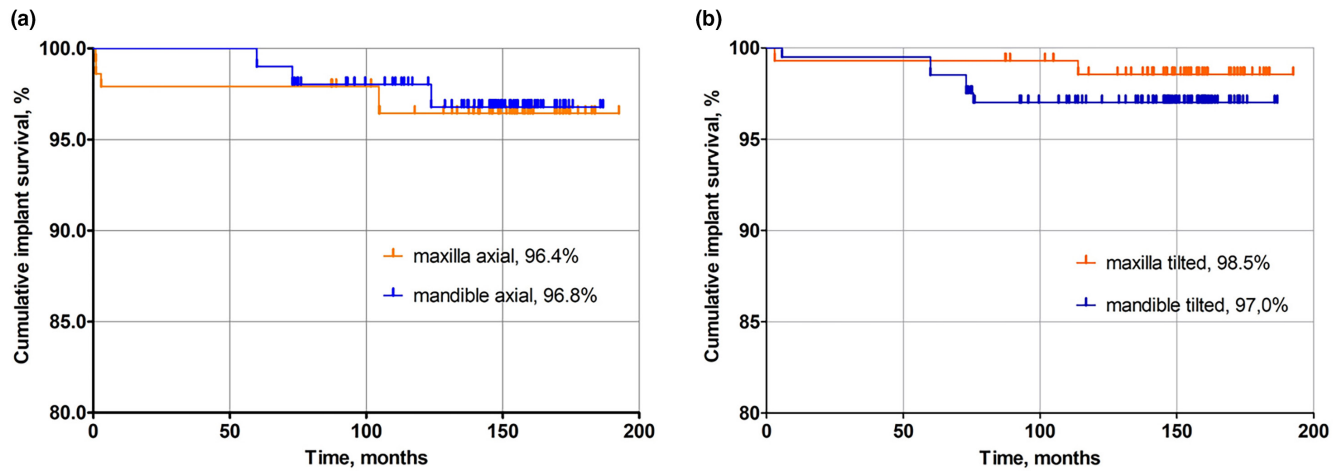 (a)
Cumulative implant survival, %
100.0
95.0
90.0
85.0
80.0
maxilla axial, 96.4%
mandible axial, 96.8%
0
50
100
150
200
Time, months
(b)
Cumulative implant survival, %
100
95
90
85
80
maxilla tilted, 98.5%
mandible tilted, 97,0%
0
50
100
150
200
Time, months